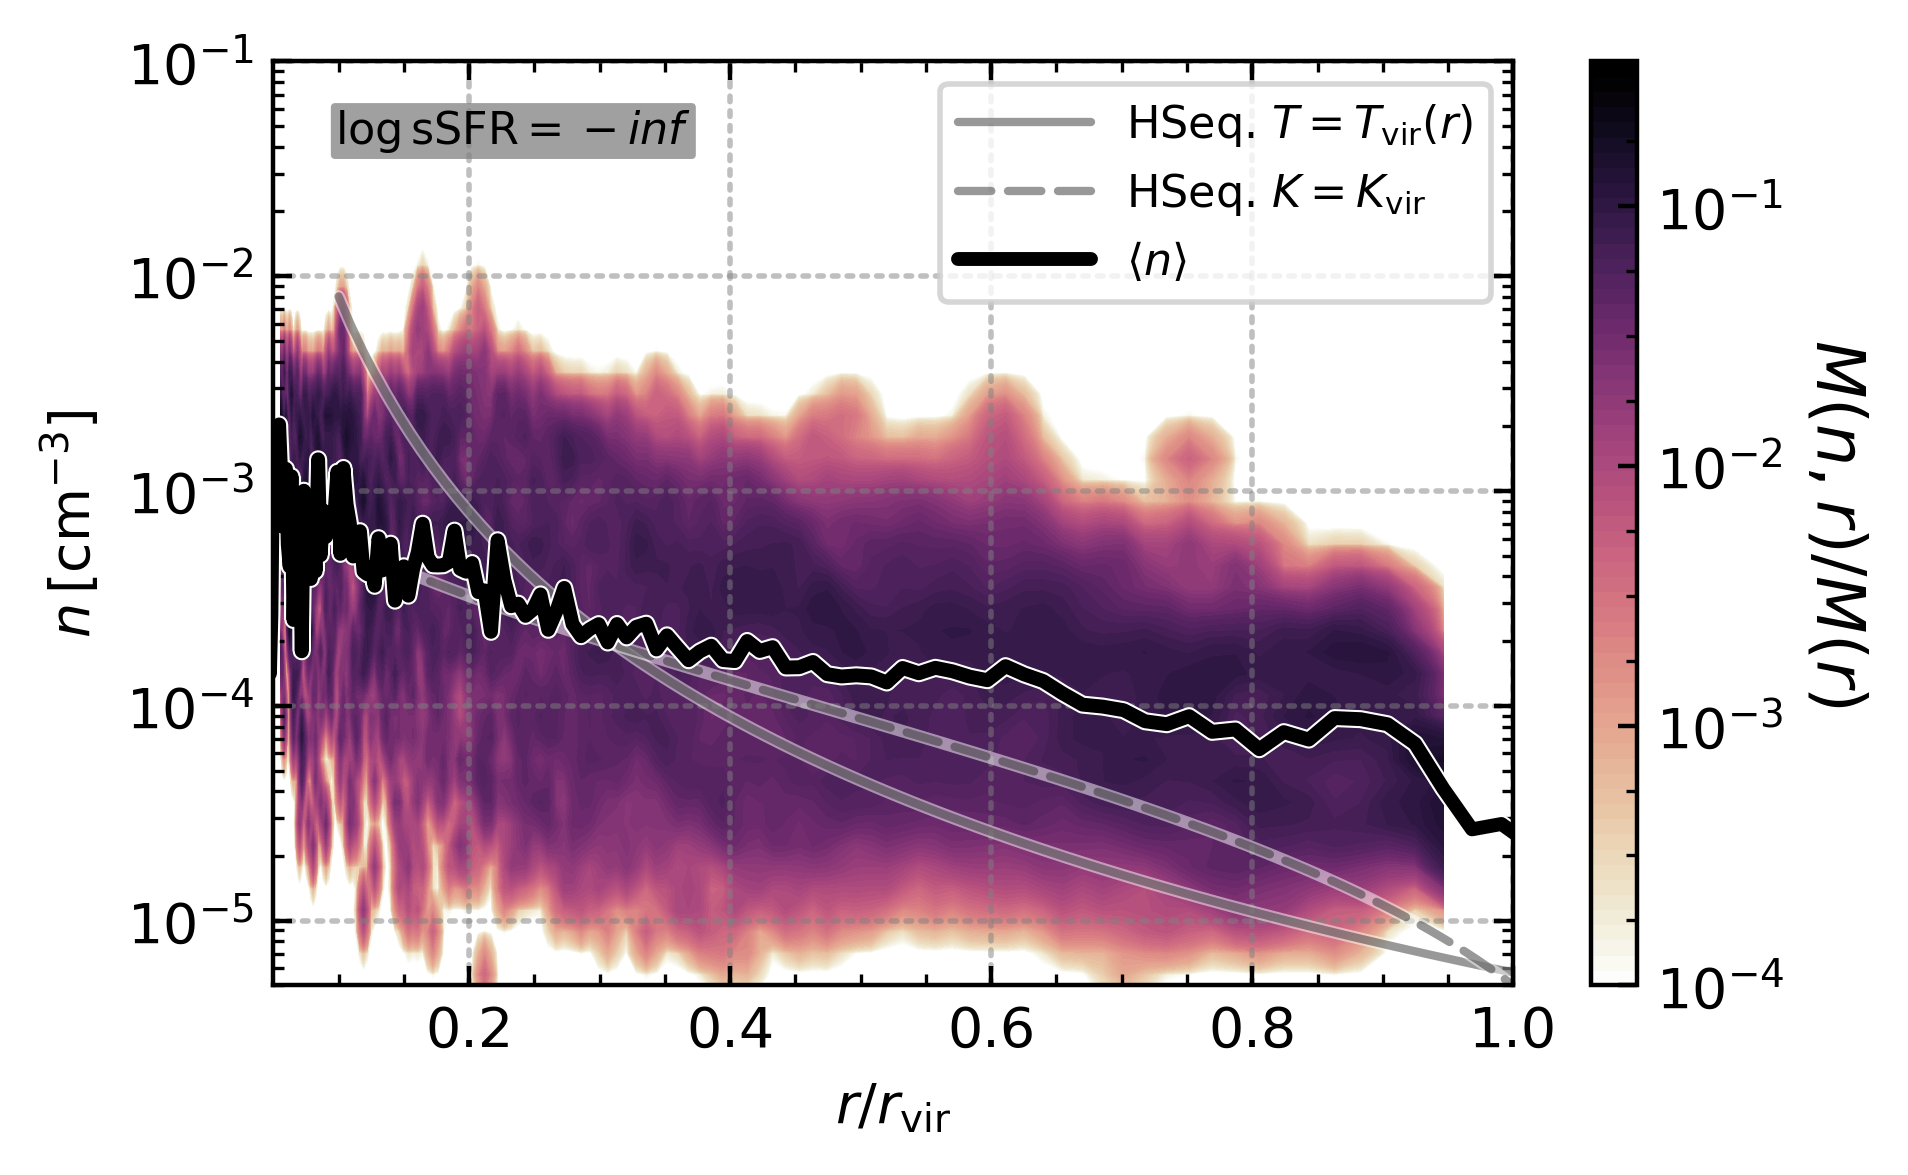 10⁻¹
10⁻²
10⁻³
10⁻⁴
10⁻⁵
n [cm⁻³]
log sSFR = −inf
HSeq. T = T_vir(r)
HSeq. K = K_vir
⟨n⟩
0.2 0.4 0.6 0.8 1.0
r/r_vir
10⁻¹
10⁻²
10⁻³
10⁻⁴
M(n, r)/M(r)